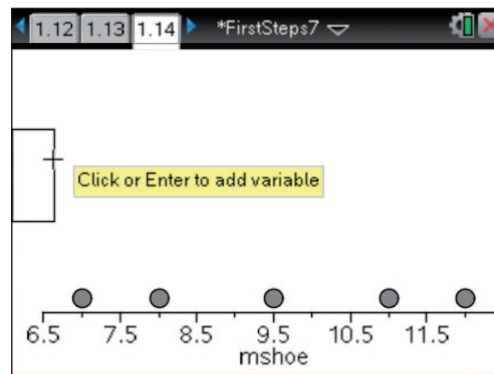 1.12 1.13 1.14 *FirstSteps7
Click or Enter to add variable
6.5 7.5 8.5 9.5 10.5 11.5
mshoe